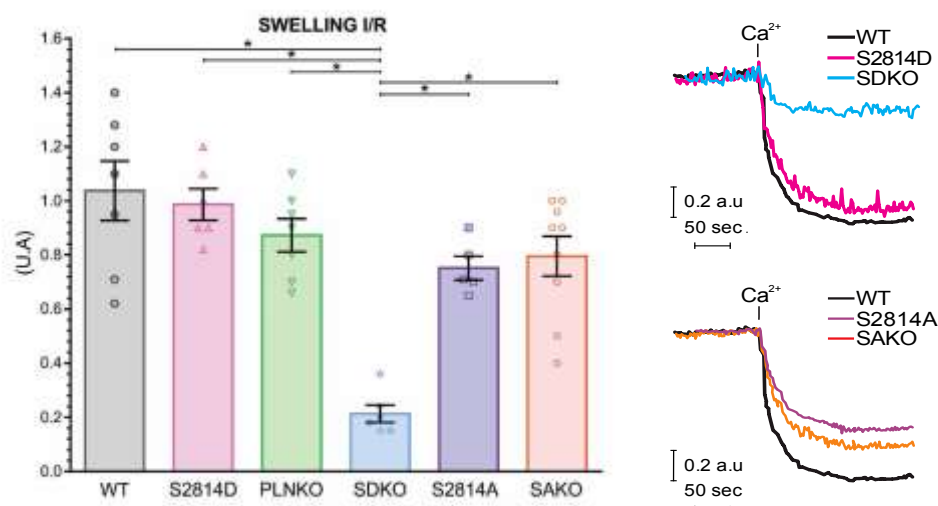 SWELLING I/R
1.6
1.4
1.2
1.0
0.8
0.6
0.4
0.2
0.0
(U.A)
* * * * *
WT S2814D PLNKO SDKO S2814A SAKO
Ca²⁺
WT
S2814D
SDKO
0.2 a.u
50 sec.
Ca²⁺
WT
S2814A
SAKO
0.2 a.u
50 sec